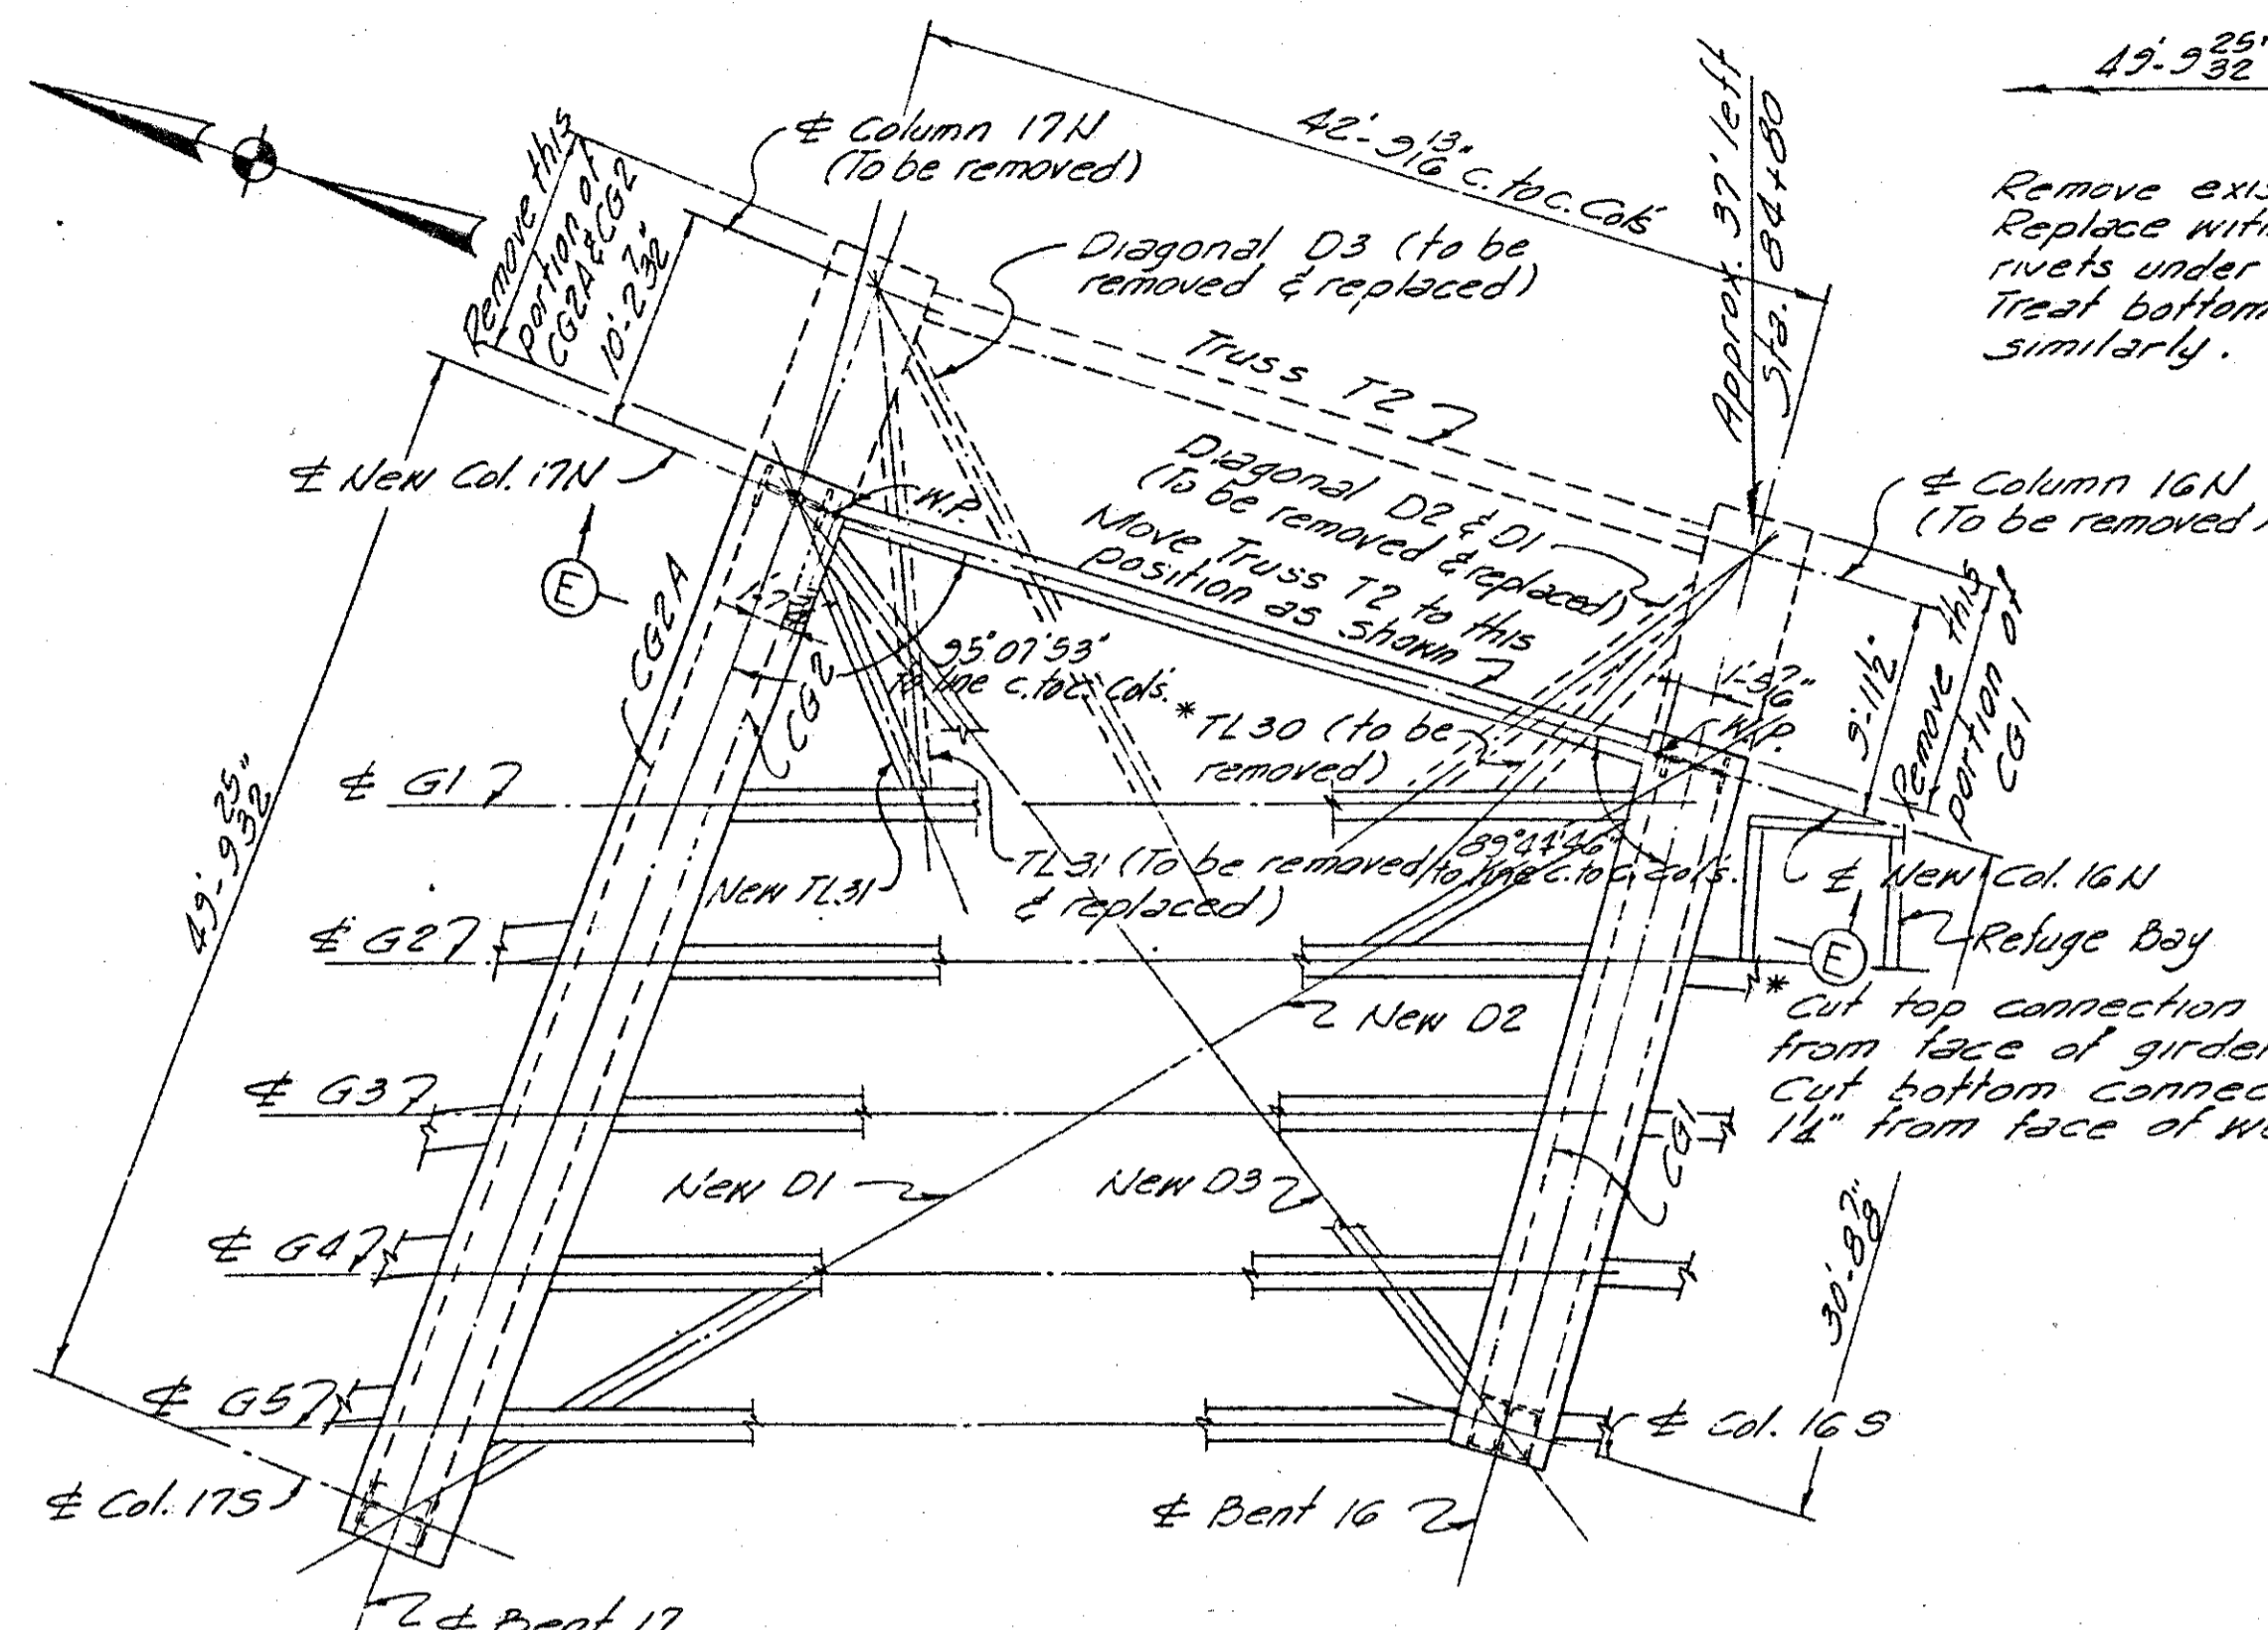 Remove this
portion of
CG2A & CG2
10'-2 7/32"
℄ Column 17N
(To be removed)
42'-9 13/16" c. to c. Cols
Approx. 37' left
Sta. 84+80
49'-9 25/32"
Remove
Replace with
rivets under
Treat bottom
similarly.
Diagonal D3 (to be
removed & replaced)
Truss T2
℄ New Col. 17N
W.P.
Diagonal D2 & D1
(To be removed & replaced)
Move Truss T2 to this
position as shown
℄ Column 16N
(To be removed)
E
CG2A
CG2
95°07'53"
To line c. to c. Cols.
* TL30 (to be
removed)
W.P.
9'-11½"
Remove this
portion of
CG1
℄ G1
49'-9 25/32"
New TL31
TL31 (To be removed
& replaced)
89°44'46"
to line c. to c. cols.
℄ New Col. 16N
Refuge Bay
E
℄ G2
New D2
*
Cut top connection
from face of girder
Cut bottom
1¼" from face of
℄ G3
CG1
New D1
New D3
℄ G4
30'-8 7/8"
℄ G5
℄ Col. 16S
℄ Col. 17S
℄ Bent 16
℄ Bent 17